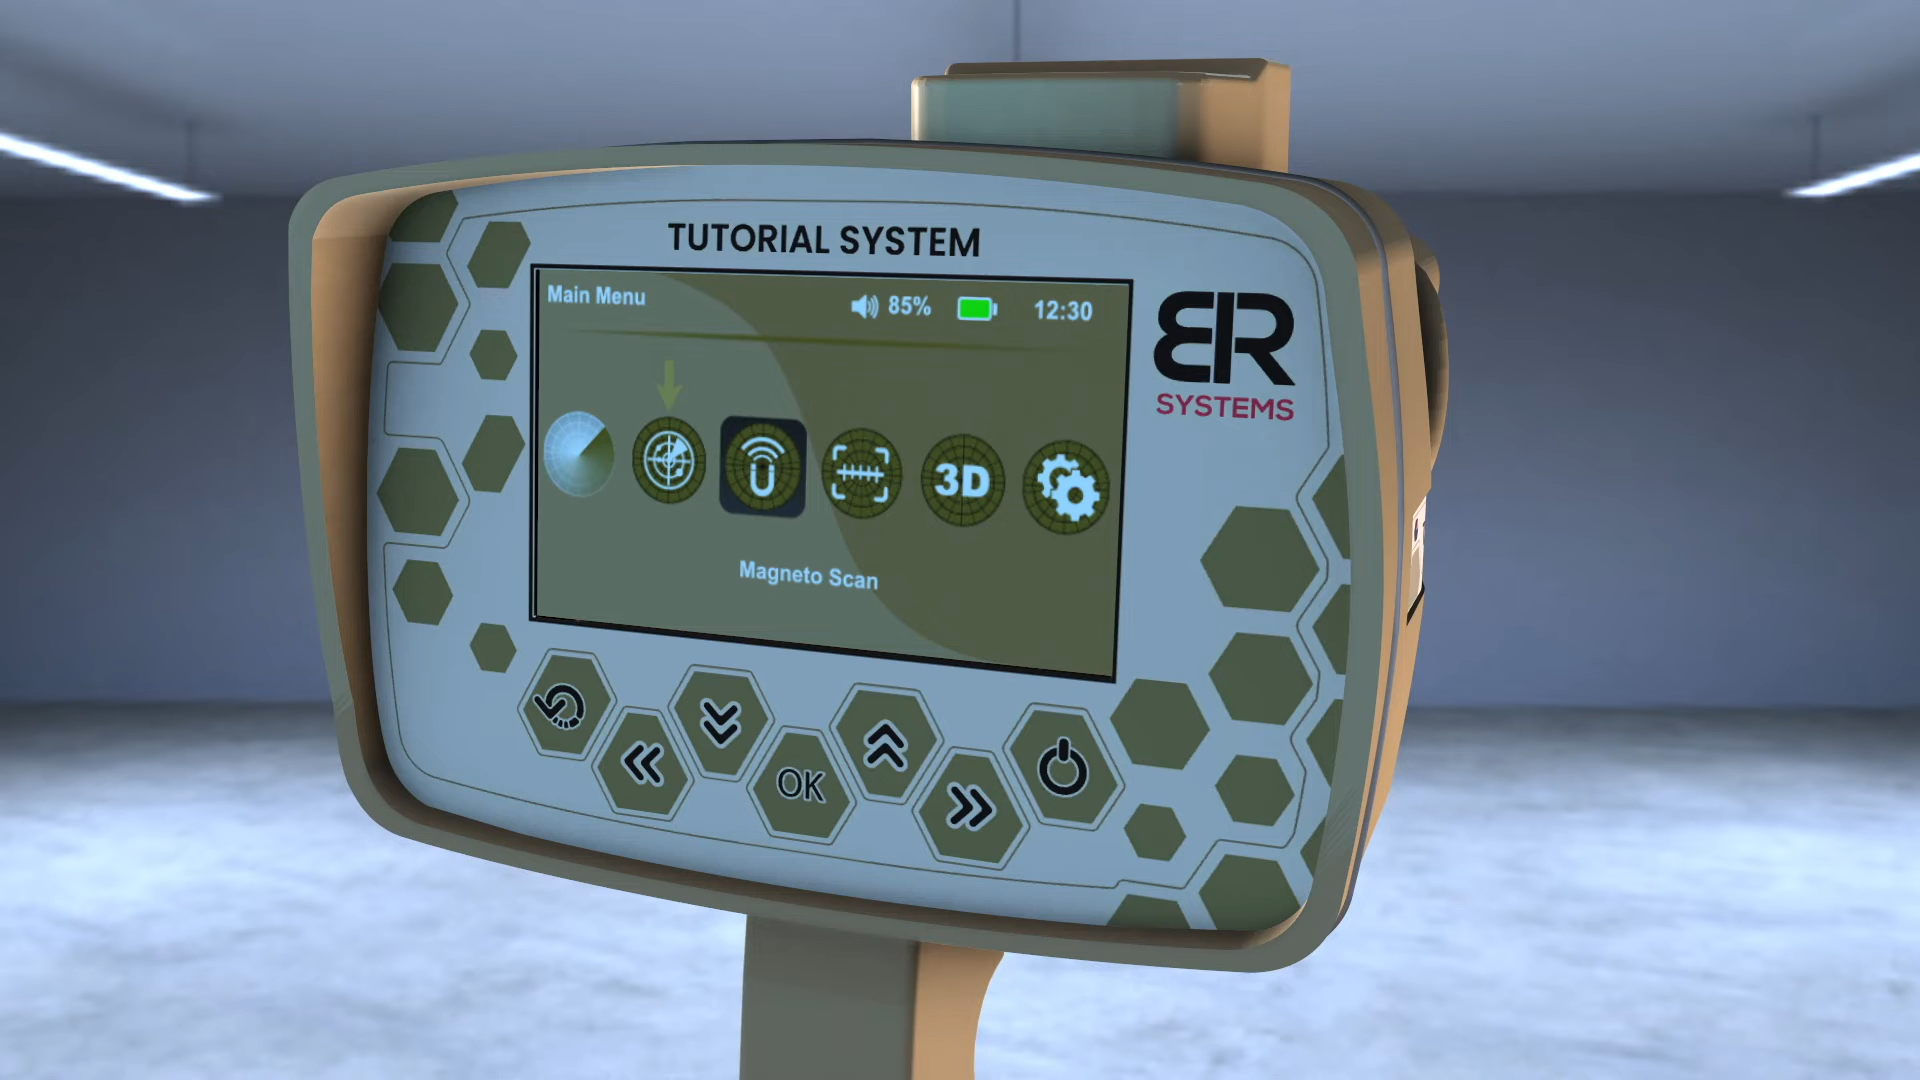 TUTORIAL SYSTEM
Main Menu
85%
12:30
3D
Magneto Scan
OK
ER
SYSTEMS